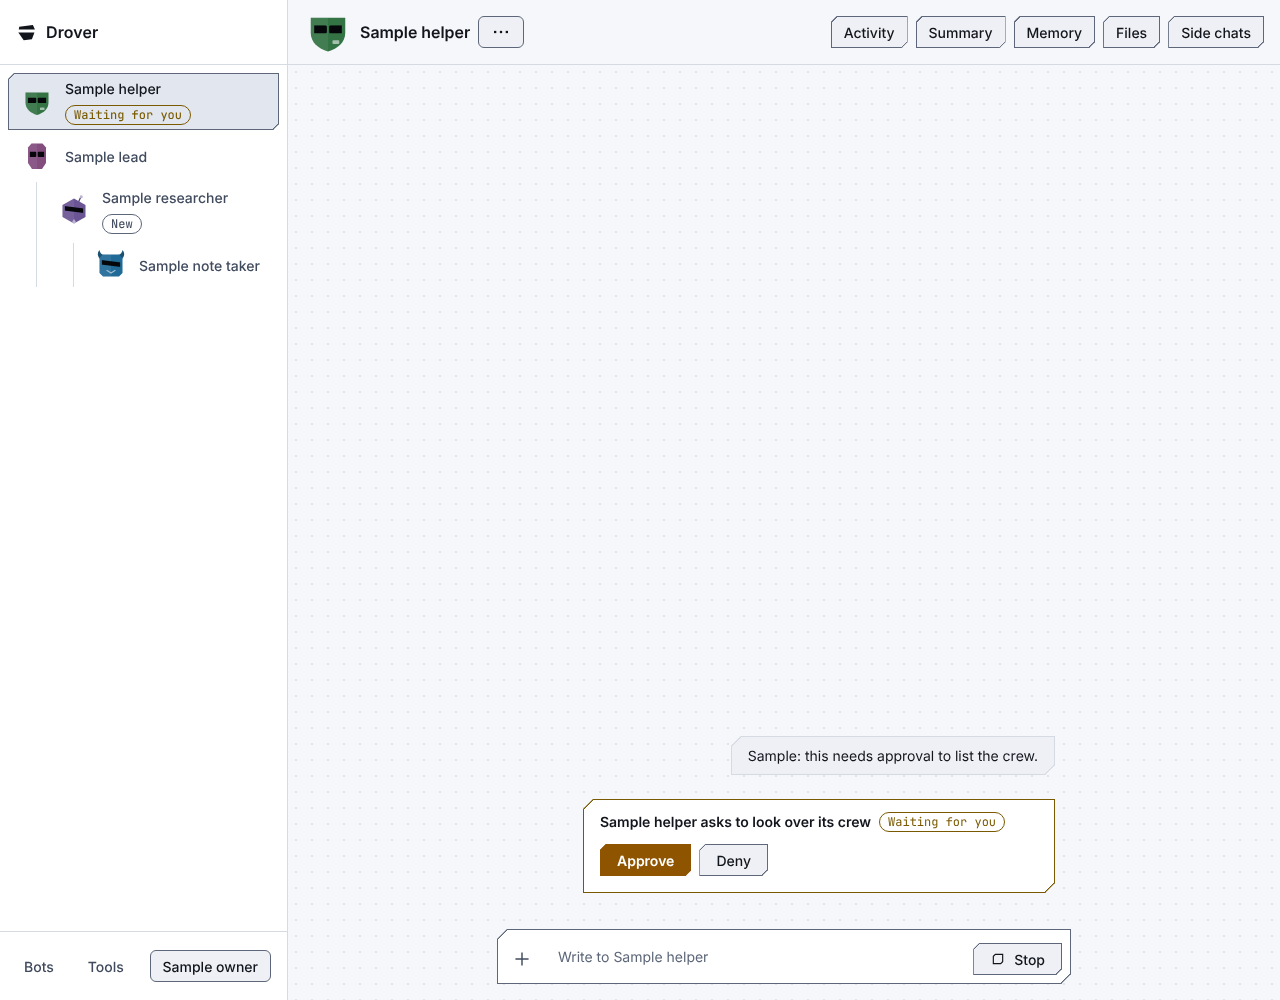 Drover
Sample helper
Waiting for you
Sample lead
Sample researcher
New
Sample note taker
Bots
Tools
Sample owner
Sample helper
...
Activity
Summary
Memory
Files
Side chats
Sample: this needs approval to list the crew.
Sample helper asks to look over its crew
Waiting for you
Approve
Deny
+
Write to Sample helper
Stop